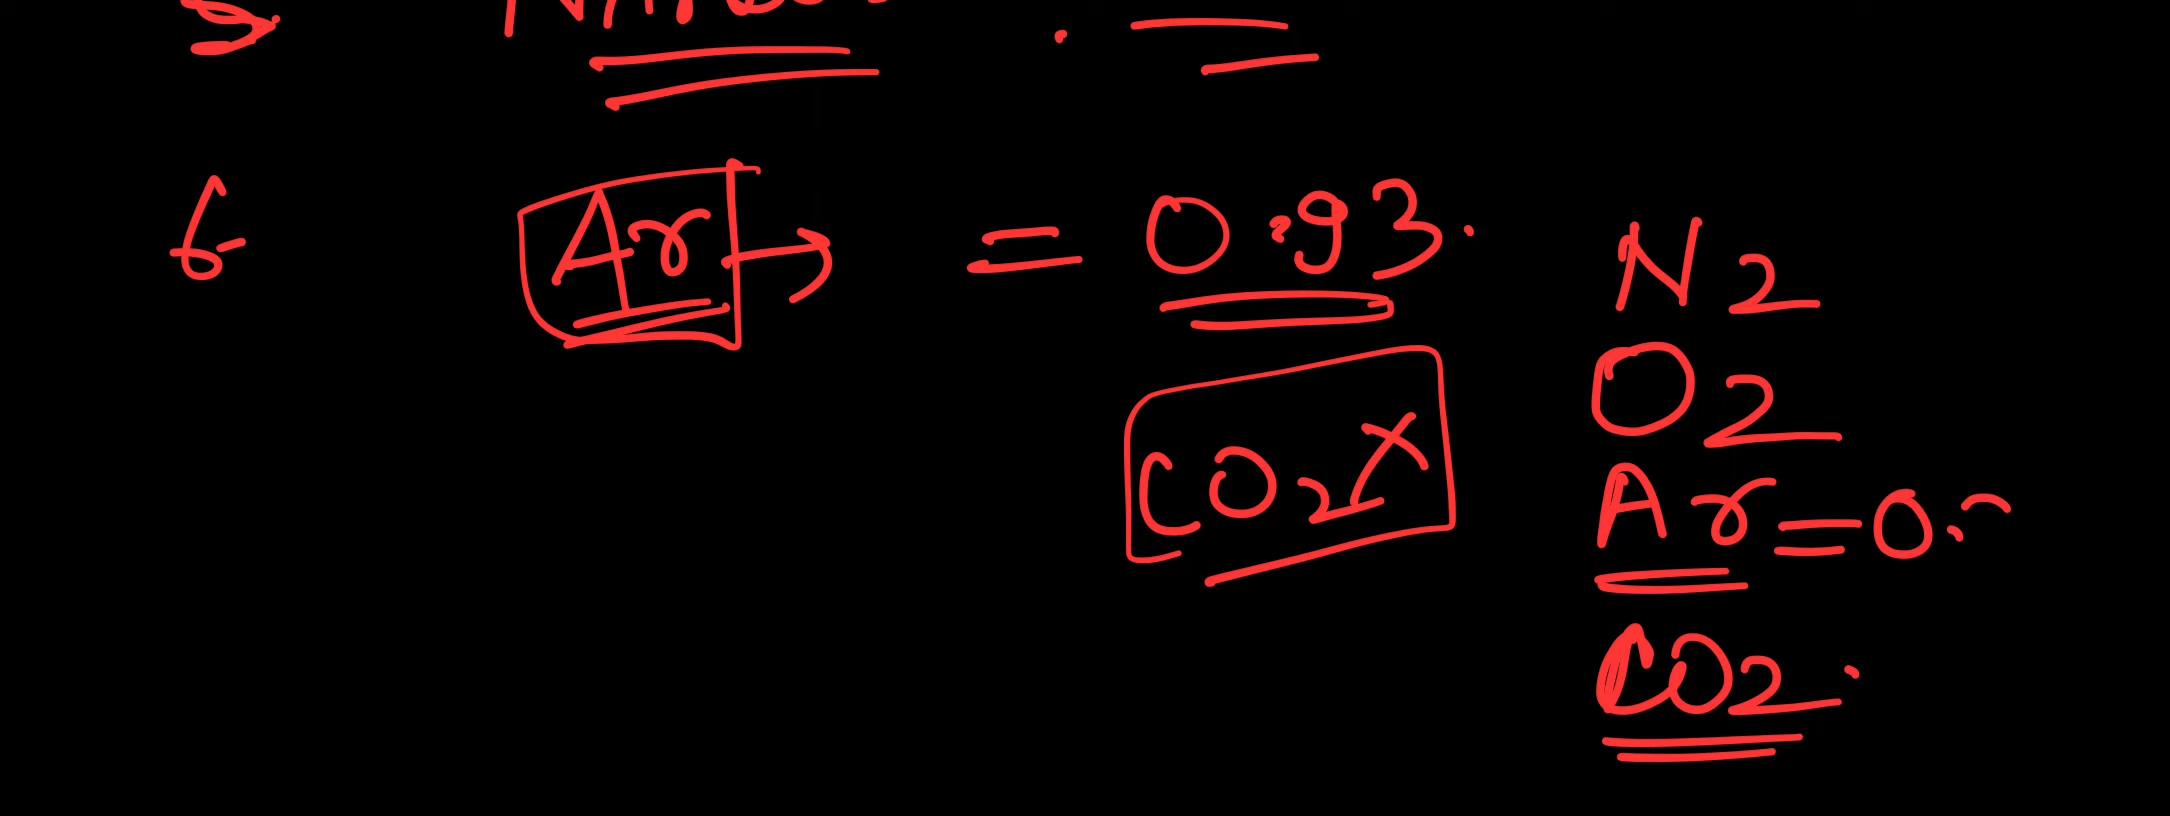 6 Ar → = 0.93.
CO2 X
N2
O2
Ar = 0.
CO2.